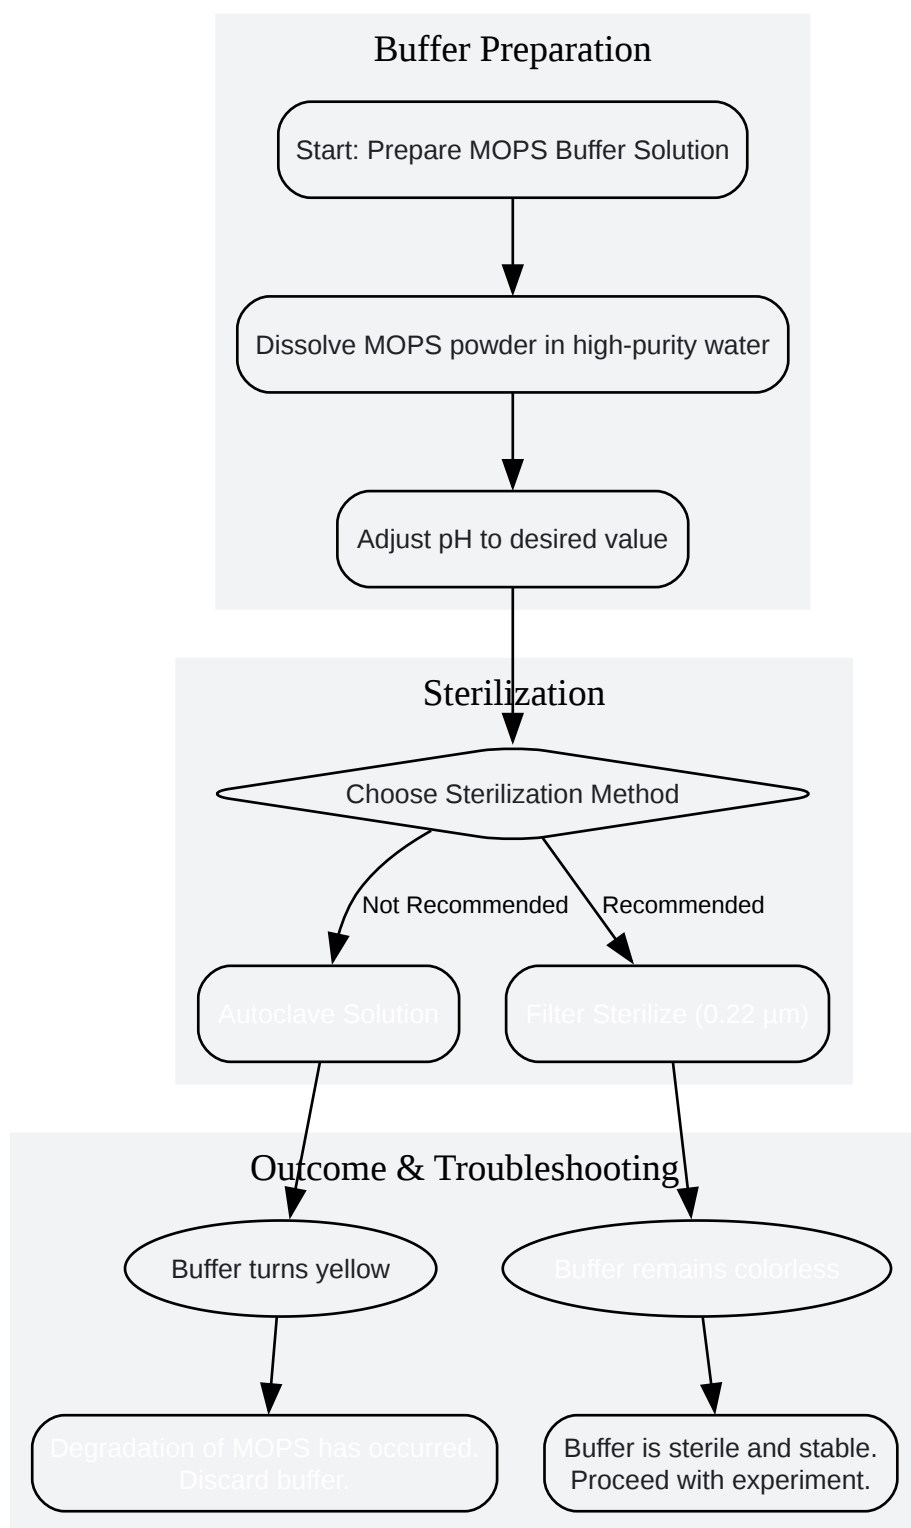 Buffer Preparation
Start: Prepare MOPS Buffer Solution
Dissolve MOPS powder in high-purity water
Adjust pH to desired value
Sterilization
Choose Sterilization Method
Not Recommended
Recommended
Autoclave Solution
Filter Sterilize (0.22 µm)
Outcome & Troubleshooting
Buffer turns yellow
Buffer remains colorless
Degradation of MOPS has occurred.
Discard buffer.
Buffer is sterile and stable.
Proceed with experiment.